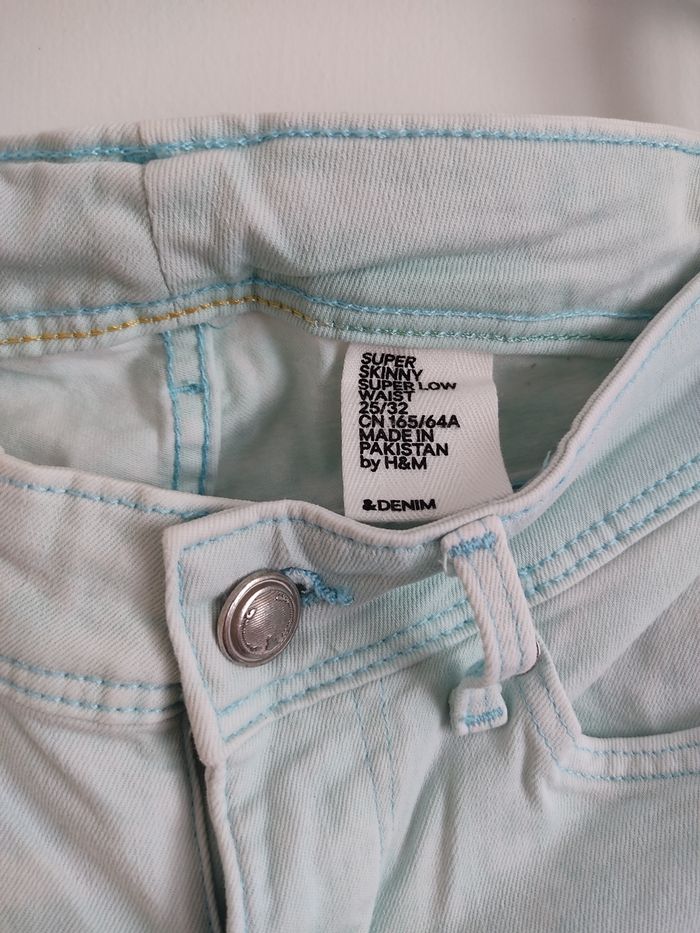 SUPER
SKINNY
SUPER LOW
WAIST
25/32
CN 165/64A
MADE IN
PAKISTAN
by H&M
&DENIM